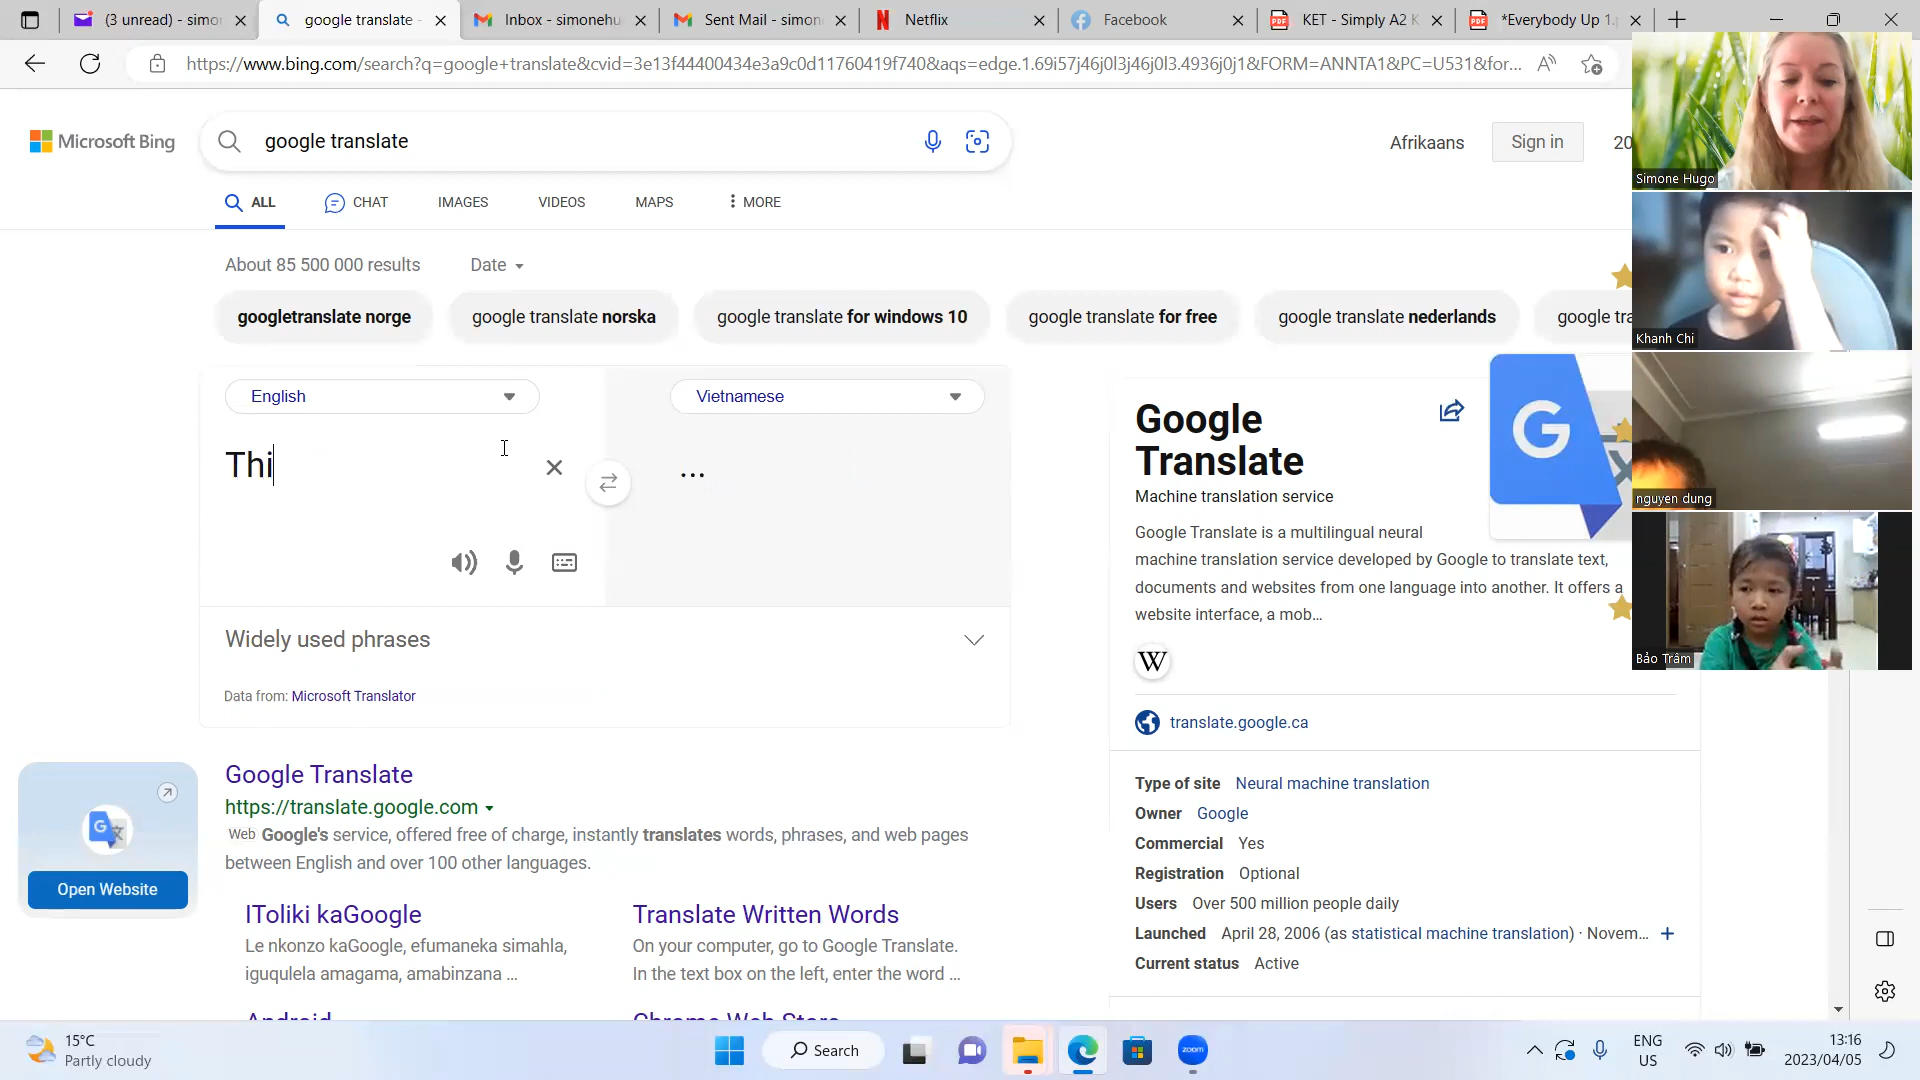 (3 unread) - simo
google translate -
Inbox - simonehu
Sent Mail - simon
Netflix
Facebook
KET - Simply A2 K
*Everybody Up 1.p
https://www.bing.com/search?q=google+translate&cvid=3e13f44400434e3a9c0d11760419f740&aqs=edge.1.69i57j46j0l3j46j0l3.4936j0j1&FORM=ANNTA1&PC=U531&for...
Microsoft Bing
google translate
Afrikaans
Sign in
20
ALL
CHAT
IMAGES
VIDEOS
MAPS
MORE
About 85 500 000 results
Date
googletranslate norge
google translate norska
google translate for windows 10
google translate for free
google translate nederlands
google tra
English
Vietnamese
Thi
...
Widely used phrases
Data from: Microsoft Translator
Google Translate
https://translate.google.com
Web Google's service, offered free of charge, instantly translates words, phrases, and web pages
between English and over 100 other languages.
Open Website
IToliki kaGoogle
Le nkonzo kaGoogle, efumaneka simahla,
iguqulela amagama, amabinzana ...
Translate Written Words
On your computer, go to Google Translate.
In the text box on the left, enter the word ...
Android
Chrome Web Store
Google
Translate
Machine translation service
Google Translate is a multilingual neural
machine translation service developed by Google to translate text,
documents and websites from one language into another. It offers a
website interface, a mob...
W
translate.google.ca
Type of site Neural machine translation
Owner Google
Commercial Yes
Registration Optional
Users Over 500 million people daily
Launched April 28, 2006 (as statistical machine translation) · Novem...
Current status Active
Simone Hugo
Khanh Chi
nguyen dung
Bảo Trâm
15°C
Partly cloudy
Search
zoom
ENG
US
13:16
2023/04/05